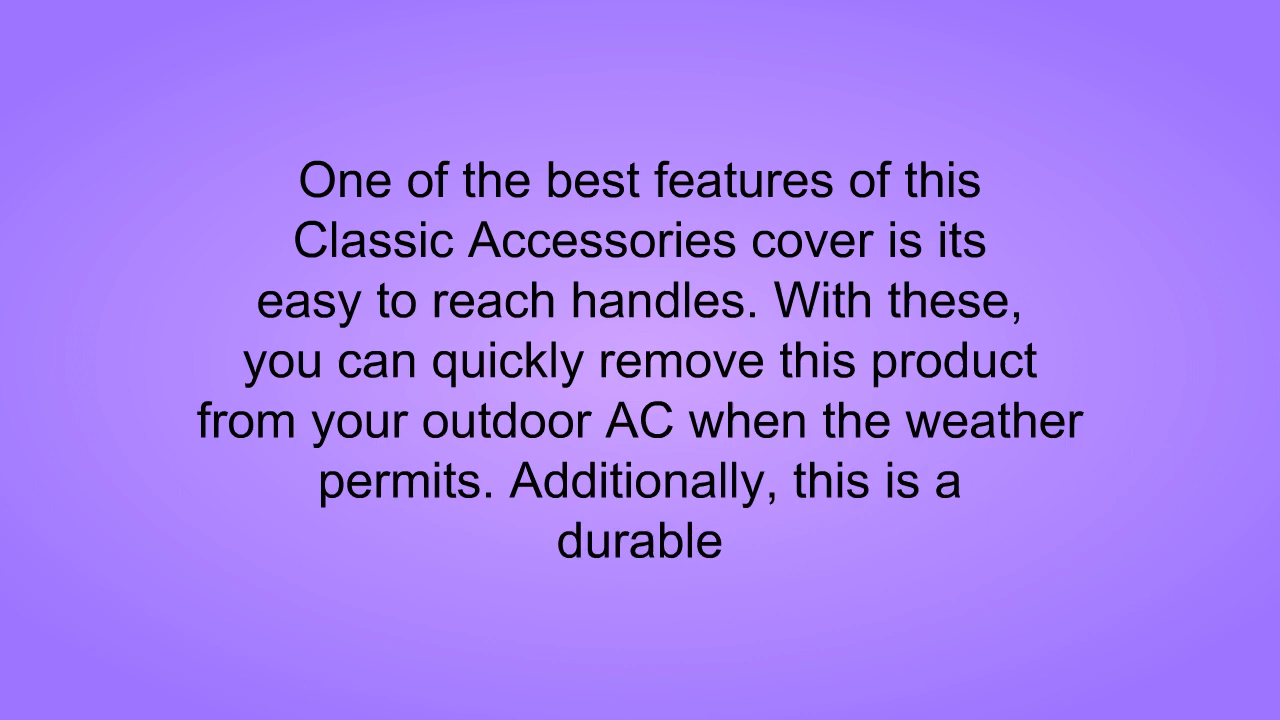 One of the best features of this
Classic Accessories cover is its
easy to reach handles. With these,
you can quickly remove this product
from your outdoor AC when the weather
permits. Additionally, this is a
durable